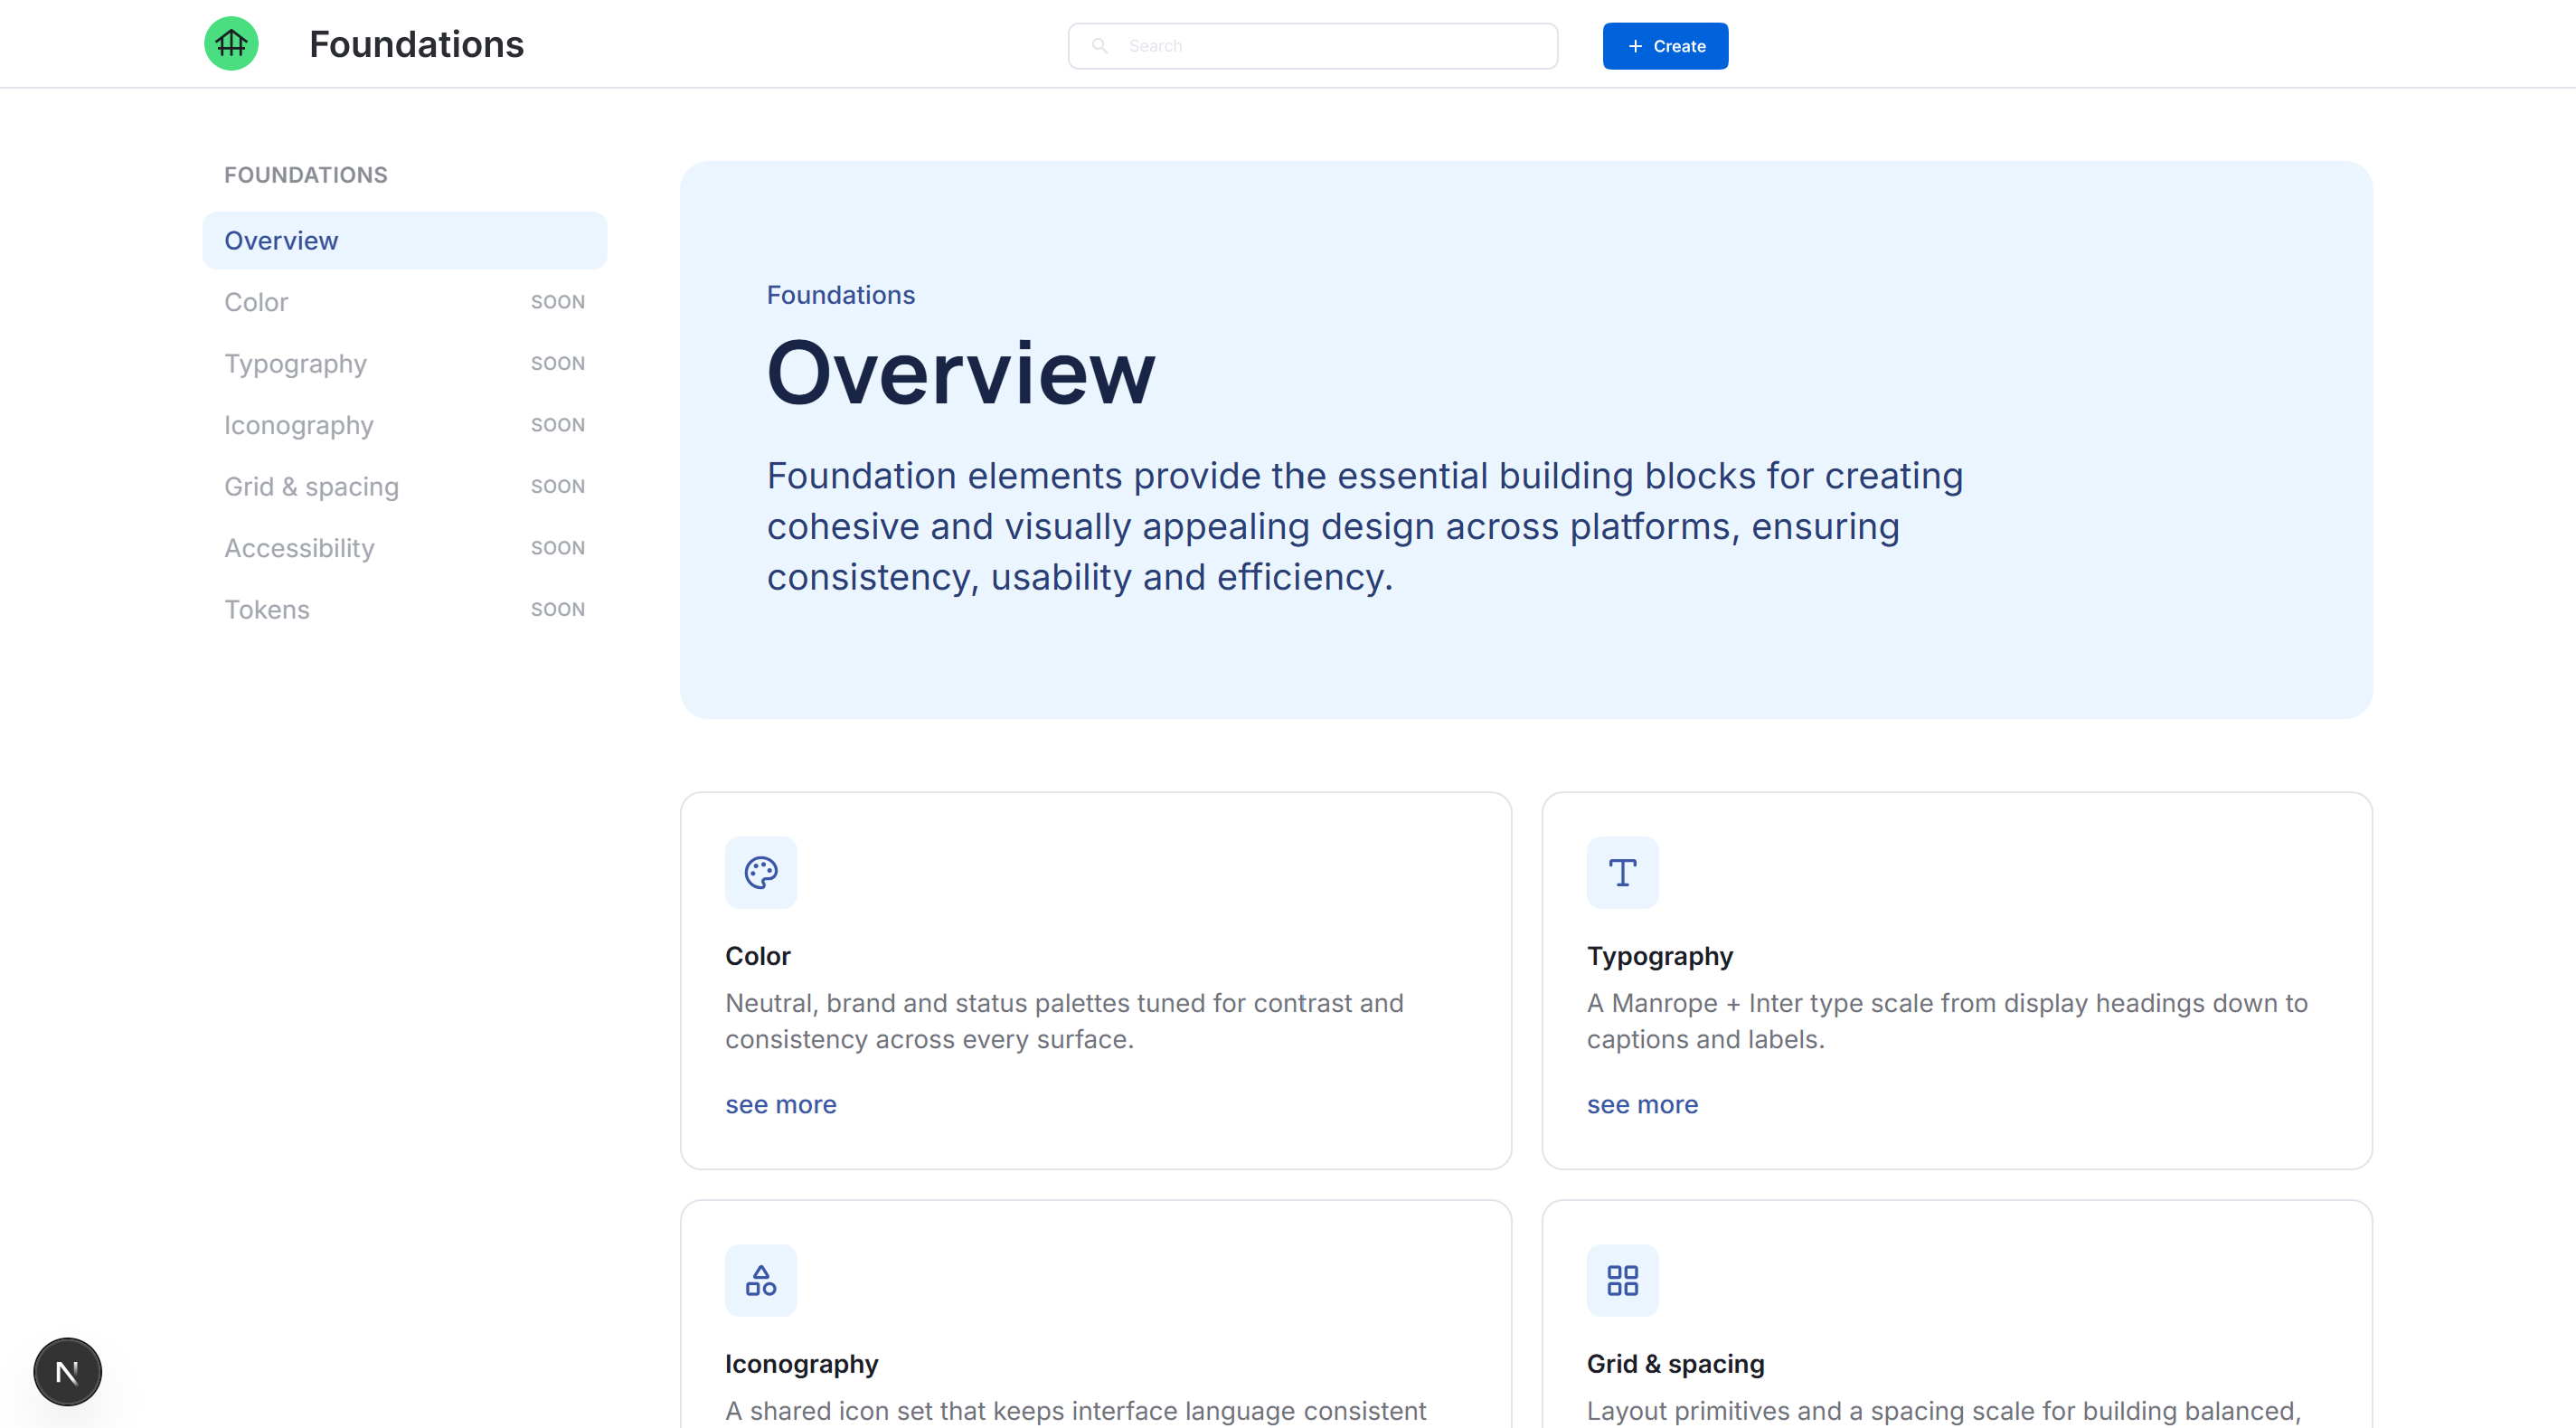 Foundations
Search
+ Create
FOUNDATIONS
Overview
Color SOON
Typography SOON
Iconography SOON
Grid & spacing SOON
Accessibility SOON
Tokens SOON
Foundations
Overview
Foundation elements provide the essential building blocks for creating
cohesive and visually appealing design across platforms, ensuring
consistency, usability and efficiency.
Color
Neutral, brand and status palettes tuned for contrast and
consistency across every surface.
see more
Typography
A Manrope + Inter type scale from display headings down to
captions and labels.
see more
Iconography
A shared icon set that keeps interface language consistent
Grid & spacing
Layout primitives and a spacing scale for building balanced,
N